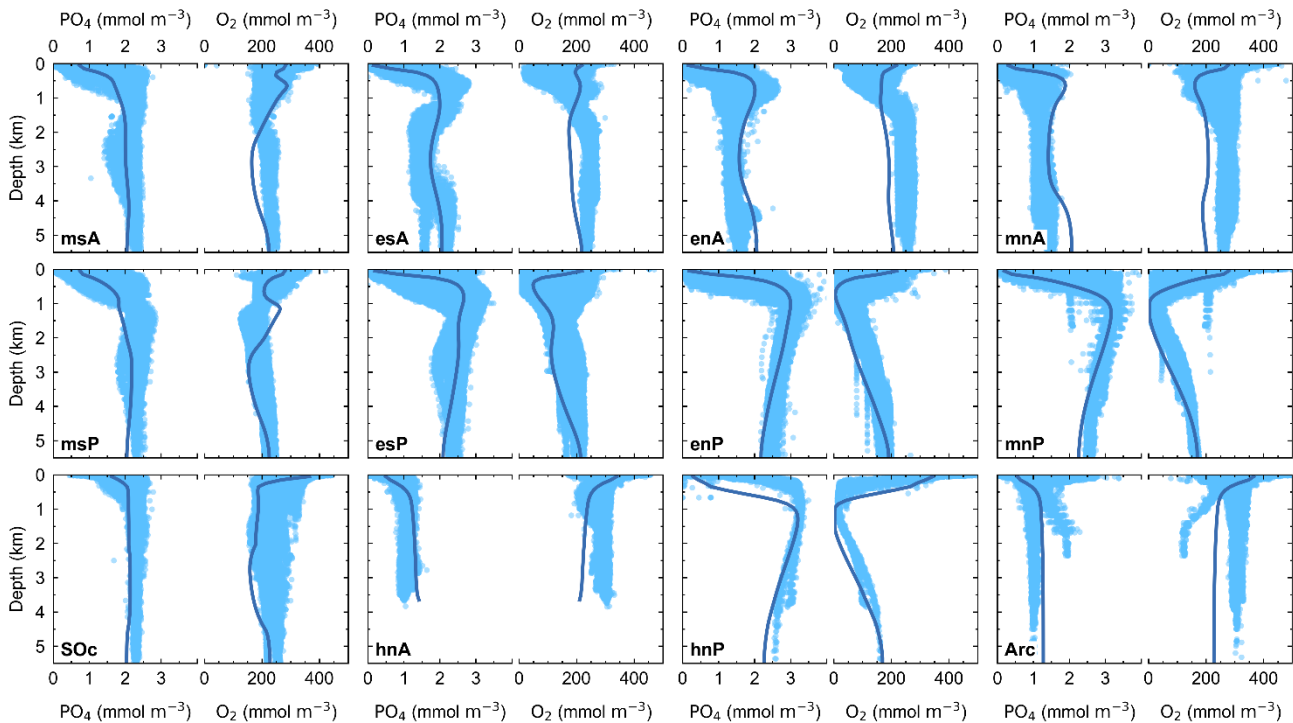 PO₄ (mmol m⁻³) O₂ (mmol m⁻³) PO₄ (mmol m⁻³) O₂ (mmol m⁻³) PO₄ (mmol m⁻³) O₂ (mmol m⁻³) PO₄ (mmol m⁻³) O₂ (mmol m⁻³)
0 1 2 3 0 200 400 0 1 2 3 0 200 400 0 1 2 3 0 200 400 0 1 2 3 0 200 400
0
1
2
3
4
5
Depth (km)
msA esA enA mnA
0
1
2
3
4
5
Depth (km)
msP esP enP mnP
0
1
2
3
4
5
Depth (km)
SOc hnA hnP Arc
0 1 2 3 0 200 400 0 1 2 3 0 200 400 0 1 2 3 0 200 400 0 1 2 3 0 200 400
PO₄ (mmol m⁻³) O₂ (mmol m⁻³) PO₄ (mmol m⁻³) O₂ (mmol m⁻³) PO₄ (mmol m⁻³) O₂ (mmol m⁻³) PO₄ (mmol m⁻³) O₂ (mmol m⁻³)